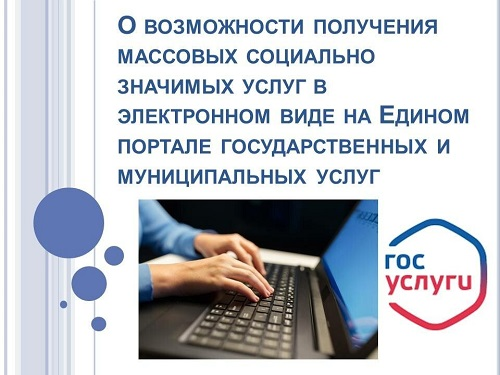 О ВОЗМОЖНОСТИ ПОЛУЧЕНИЯ
МАССОВЫХ СОЦИАЛЬНО
ЗНАЧИМЫХ УСЛУГ В
ЭЛЕКТРОННОМ ВИДЕ НА ЕДИНОМ
ПОРТАЛЕ ГОСУДАРСТВЕННЫХ И
МУНИЦИПАЛЬНЫХ УСЛУГ
гос
услуги